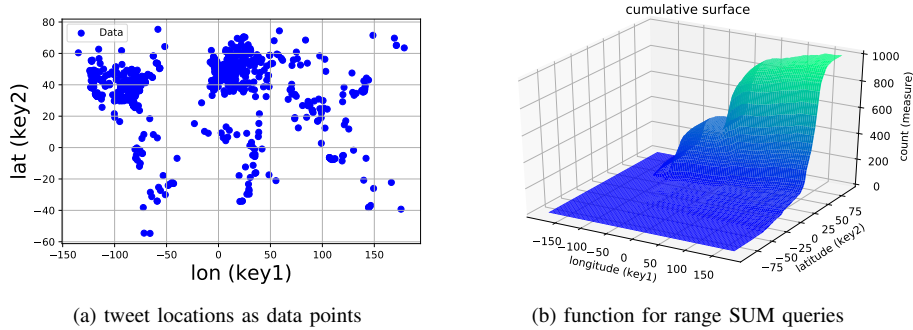 80
60
40
20
0
−20
−40
−60
Data
−150 −100 −50 0 50 100 150
lon (key1)
lat (key2)
cumulative surface
1000
800
600
400
200
0
count (measure)
−150 −100 −50 0 50 100 150
longitude (key1)
−75 −50 −25 0 25 50 75
latitude (key2)
(a) tweet locations as data points
(b) function for range SUM queries